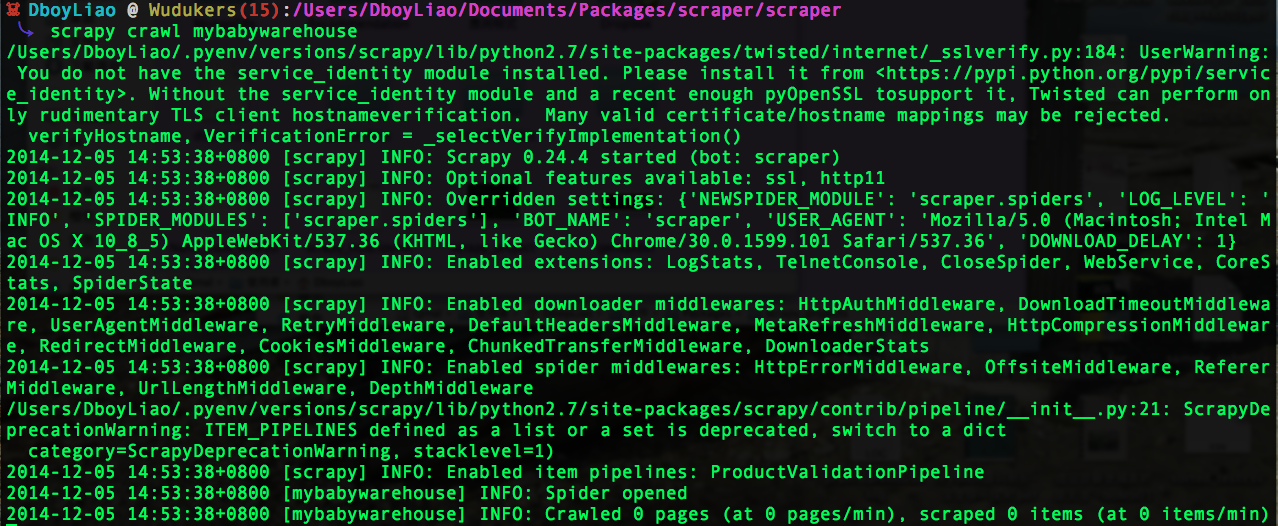 DboyLiao @ Wudukers(15):/Users/DboyLiao/Documents/Packages/scraper/scraper
scrapy crawl mybabywarehouse
/Users/DboyLiao/.pyenv/versions/scrapy/lib/python2.7/site-packages/twisted/internet/_sslverify.py:184: UserWarning:
You do not have the service_identity module installed. Please install it from <https://pypi.python.org/pypi/servic
e_identity>. Without the service_identity module and a recent enough pyOpenSSL tosupport it, Twisted can perform on
ly rudimentary TLS client hostnameverification.  Many valid certificate/hostname mappings may be rejected.
  verifyHostname, VerificationError = _selectVerifyImplementation()
2014-12-05 14:53:38+0800 [scrapy] INFO: Scrapy 0.24.4 started (bot: scraper)
2014-12-05 14:53:38+0800 [scrapy] INFO: Optional features available: ssl, http11
2014-12-05 14:53:38+0800 [scrapy] INFO: Overridden settings: {'NEWSPIDER_MODULE': 'scraper.spiders', 'LOG_LEVEL': '
INFO', 'SPIDER_MODULES': ['scraper.spiders'], 'BOT_NAME': 'scraper', 'USER_AGENT': 'Mozilla/5.0 (Macintosh; Intel M
ac OS X 10_8_5) AppleWebKit/537.36 (KHTML, like Gecko) Chrome/30.0.1599.101 Safari/537.36', 'DOWNLOAD_DELAY': 1}
2014-12-05 14:53:38+0800 [scrapy] INFO: Enabled extensions: LogStats, TelnetConsole, CloseSpider, WebService, CoreS
tats, SpiderState
2014-12-05 14:53:38+0800 [scrapy] INFO: Enabled downloader middlewares: HttpAuthMiddleware, DownloadTimeoutMiddlewa
re, UserAgentMiddleware, RetryMiddleware, DefaultHeadersMiddleware, MetaRefreshMiddleware, HttpCompressionMiddlewar
e, RedirectMiddleware, CookiesMiddleware, ChunkedTransferMiddleware, DownloaderStats
2014-12-05 14:53:38+0800 [scrapy] INFO: Enabled spider middlewares: HttpErrorMiddleware, OffsiteMiddleware, Referer
Middleware, UrlLengthMiddleware, DepthMiddleware
/Users/DboyLiao/.pyenv/versions/scrapy/lib/python2.7/site-packages/scrapy/contrib/pipeline/__init__.py:21: ScrapyDe
precationWarning: ITEM_PIPELINES defined as a list or a set is deprecated, switch to a dict
  category=ScrapyDeprecationWarning, stacklevel=1)
2014-12-05 14:53:38+0800 [scrapy] INFO: Enabled item pipelines: ProductValidationPipeline
2014-12-05 14:53:38+0800 [mybabywarehouse] INFO: Spider opened
2014-12-05 14:53:38+0800 [mybabywarehouse] INFO: Crawled 0 pages (at 0 pages/min), scraped 0 items (at 0 items/min)